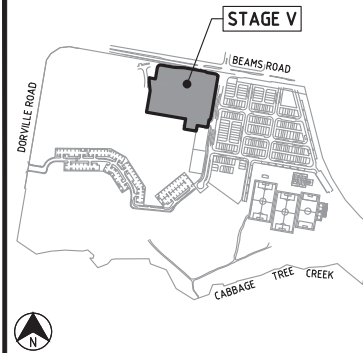 STAGE V
BEAMS ROAD
DORVILLE ROAD
CABBAGE TREE CREEK
N